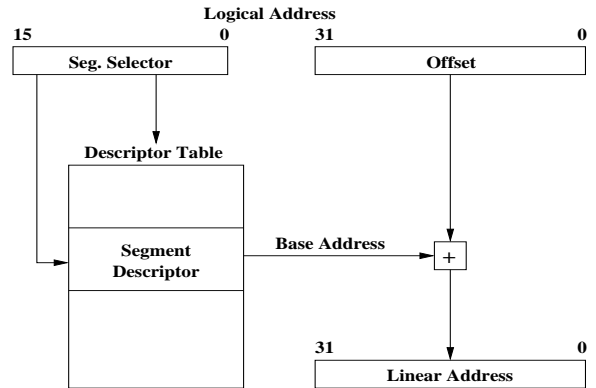 Logical Address
15 0 31 0
Seg. Selector Offset
Descriptor Table
Segment
Descriptor
Base Address
+
31 0
Linear Address